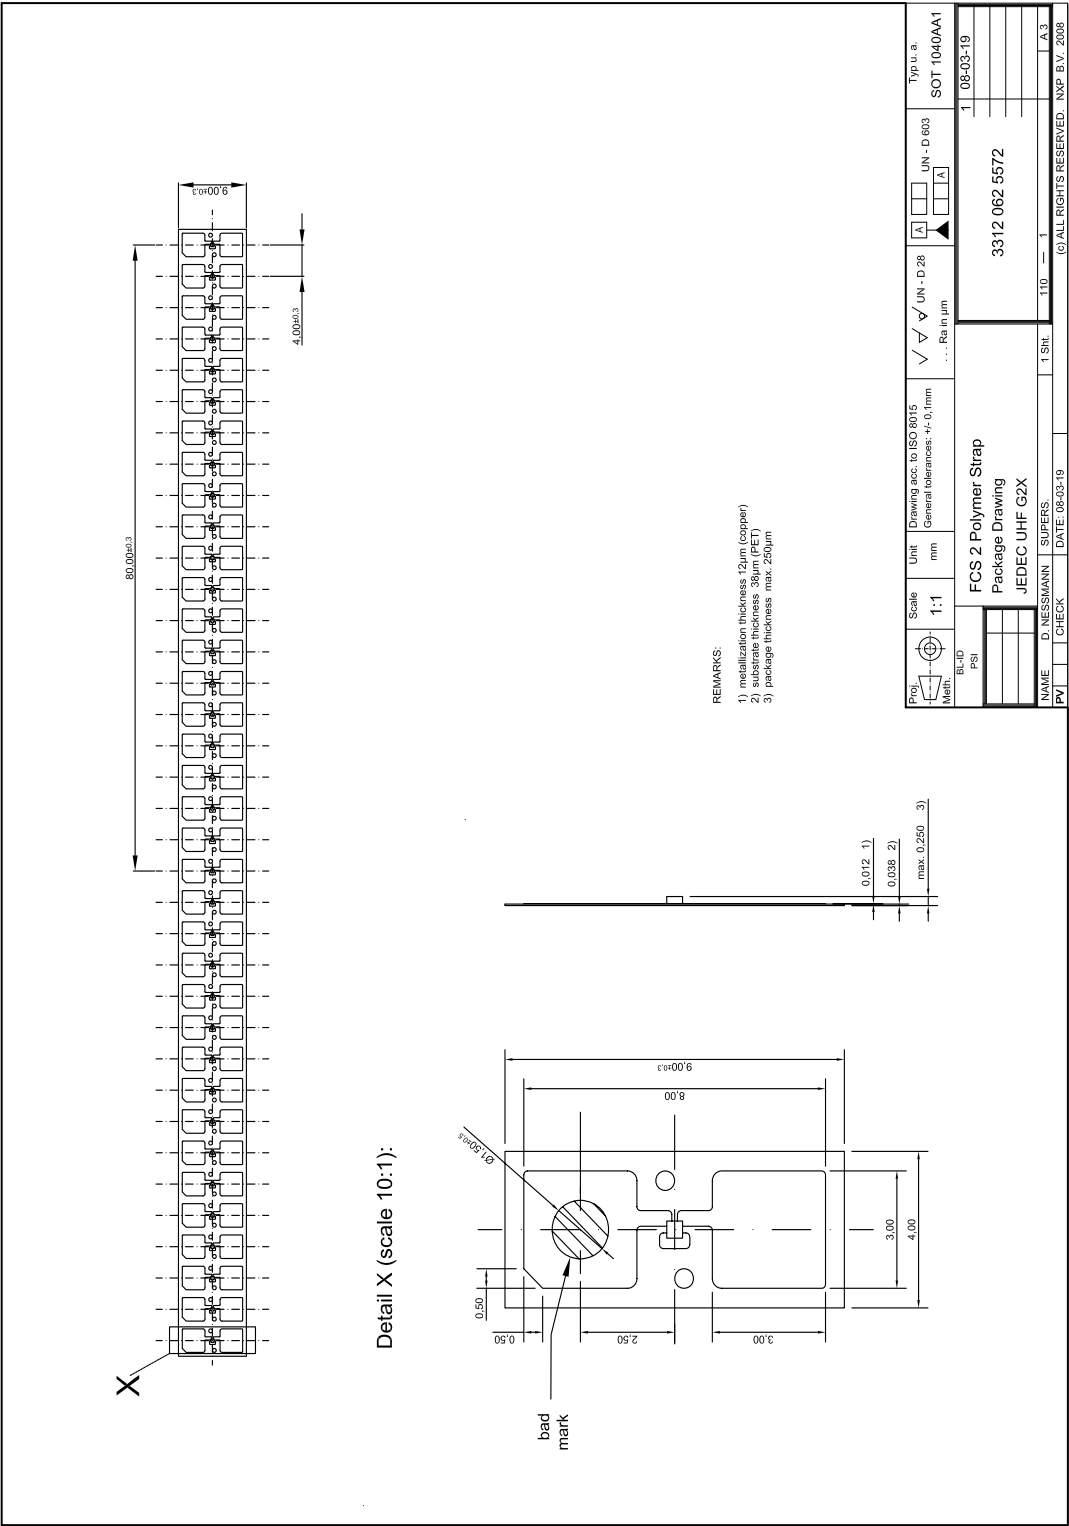 X
80,00±0,3
9,00±0,3
4,00±0,3
Detail X (scale 10:1):
bad
mark
0,50
0,50
Ø1,50±0,5
2,50
3,00
8,00
9,00±0,3
3,00
4,00
0,012 1)
0,038 2)
max. 0,250 3)
REMARKS:
1) metallization thickness 12µm (copper)
2) substrate thickness 38µm (PET)
3) package thickness max. 250µm
Proj.
Meth.
Scale
1:1
Unit
mm
Drawing acc. to ISO 8015
General tolerances: +/- 0,1mm
UN - D 28
. . . Ra in µm
A
A
UN - D 603
Typ u. a.
SOT 1040AA1
BL-ID
PSI
FCS 2 Polymer Strap
Package Drawing
JEDEC UHF G2X
3312 062 5572
1 08-03-19
NAME D. NESSMANN SUPERS. 1 Sht. 110 — 1 A 3
PV CHECK DATE: 08-03-19 (c) ALL RIGHTS RESERVED. NXP B.V. 2008